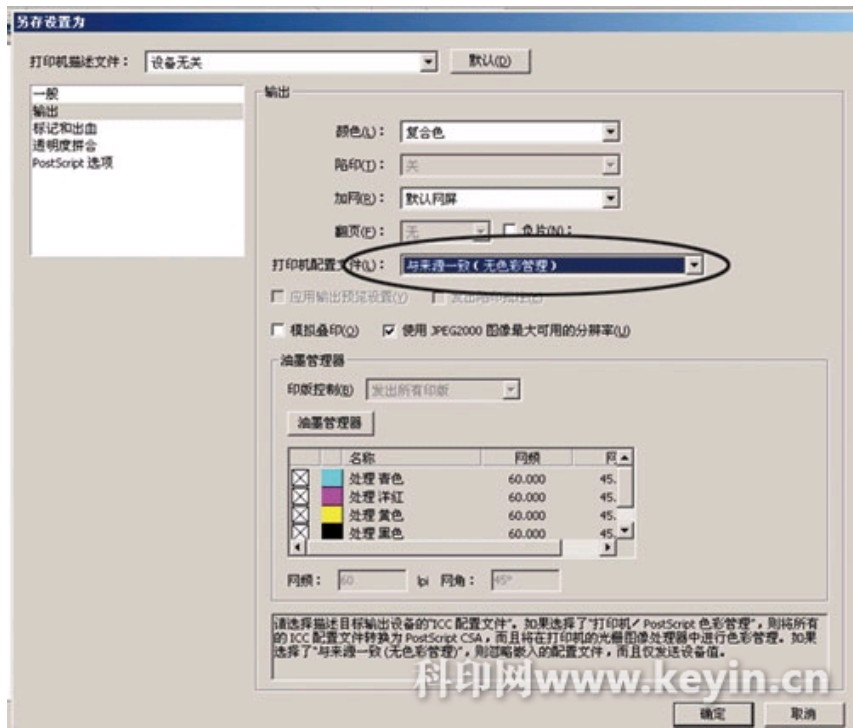 另存设置为
打印机描述文件： 设备无关 默认(D)
一般
输出
标记和出血
透明度拼合
PostScript 选项
输出
颜色(L)： 复合色
陷印(T)： 关
加网(R)： 默认网屏
翻页(F)： 无 负片(N)：
打印机配置文件(L)： 与来源一致（无色彩管理）
应用输出预览设置(Y)
模拟叠印(O) 使用 JPEG2000 图像最大可用的分辨率(U)
油墨管理器
印版控制(B) 发出所有印版
油墨管理器
名称 网频 网
处理 青色 60.000 45.
处理 洋红 60.000 45.
处理 黄色 60.000 45.
处理 黑色 60.000 45.
网频： 60 lpi 网角： 45°
请选择描述目标输出设备的"ICC 配置文件"。如果选择了"打印机／PostScript 色彩管理"，则将所有
的 ICC 配置文件转换为 PostScript CSA，而且将在打印机的光栅图像处理器中进行色彩管理。如果
选择了"与来源一致 (无色彩管理)"，则忽略嵌入的配置文件，而且仅发送设备值。
科印网www.keyin.cn
确定 取消